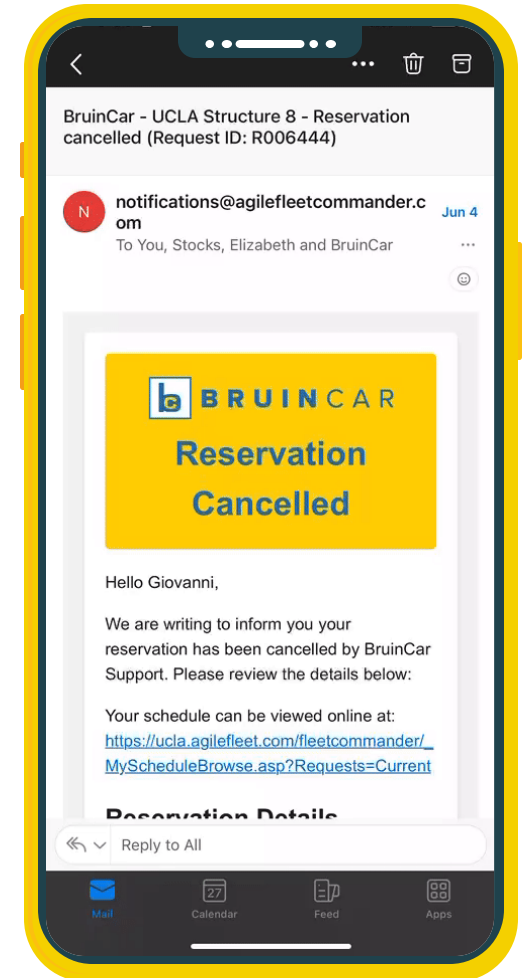 BruinCar - UCLA Structure 8 - Reservation
cancelled (Request ID: R006444)
N
notifications@agilefleetcommander.c
om
Jun 4
To You, Stocks, Elizabeth and BruinCar
bc BRUINCAR
Reservation
Cancelled
Hello Giovanni,
We are writing to inform you your
reservation has been cancelled by BruinCar
Support. Please review the details below:
Your schedule can be viewed online at:
https://ucla.agilefleet.com/fleetcommander/_
MyScheduleBrowse.asp?Requests=Current
Reservation Details
Reply to All
27
Mail Calendar Feed Apps